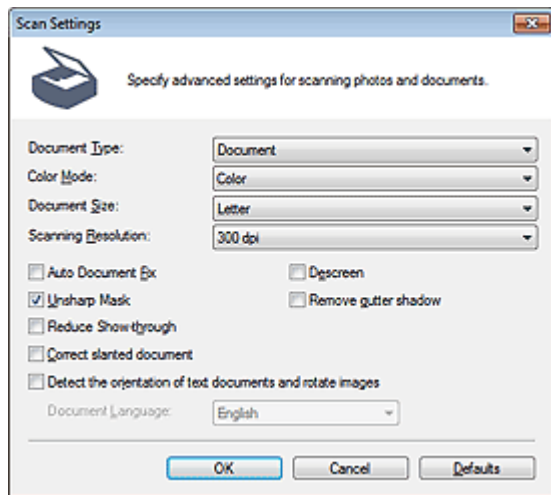 Scan Settings
Specify advanced settings for scanning photos and documents.
Document Type: Document
Color Mode: Color
Document Size: Letter
Scanning Resolution: 300 dpi
Auto Document Fix Descreen
Unsharp Mask Remove gutter shadow
Reduce Show-through
Correct slanted document
Detect the orientation of text documents and rotate images
Document Language: English
OK Cancel Defaults